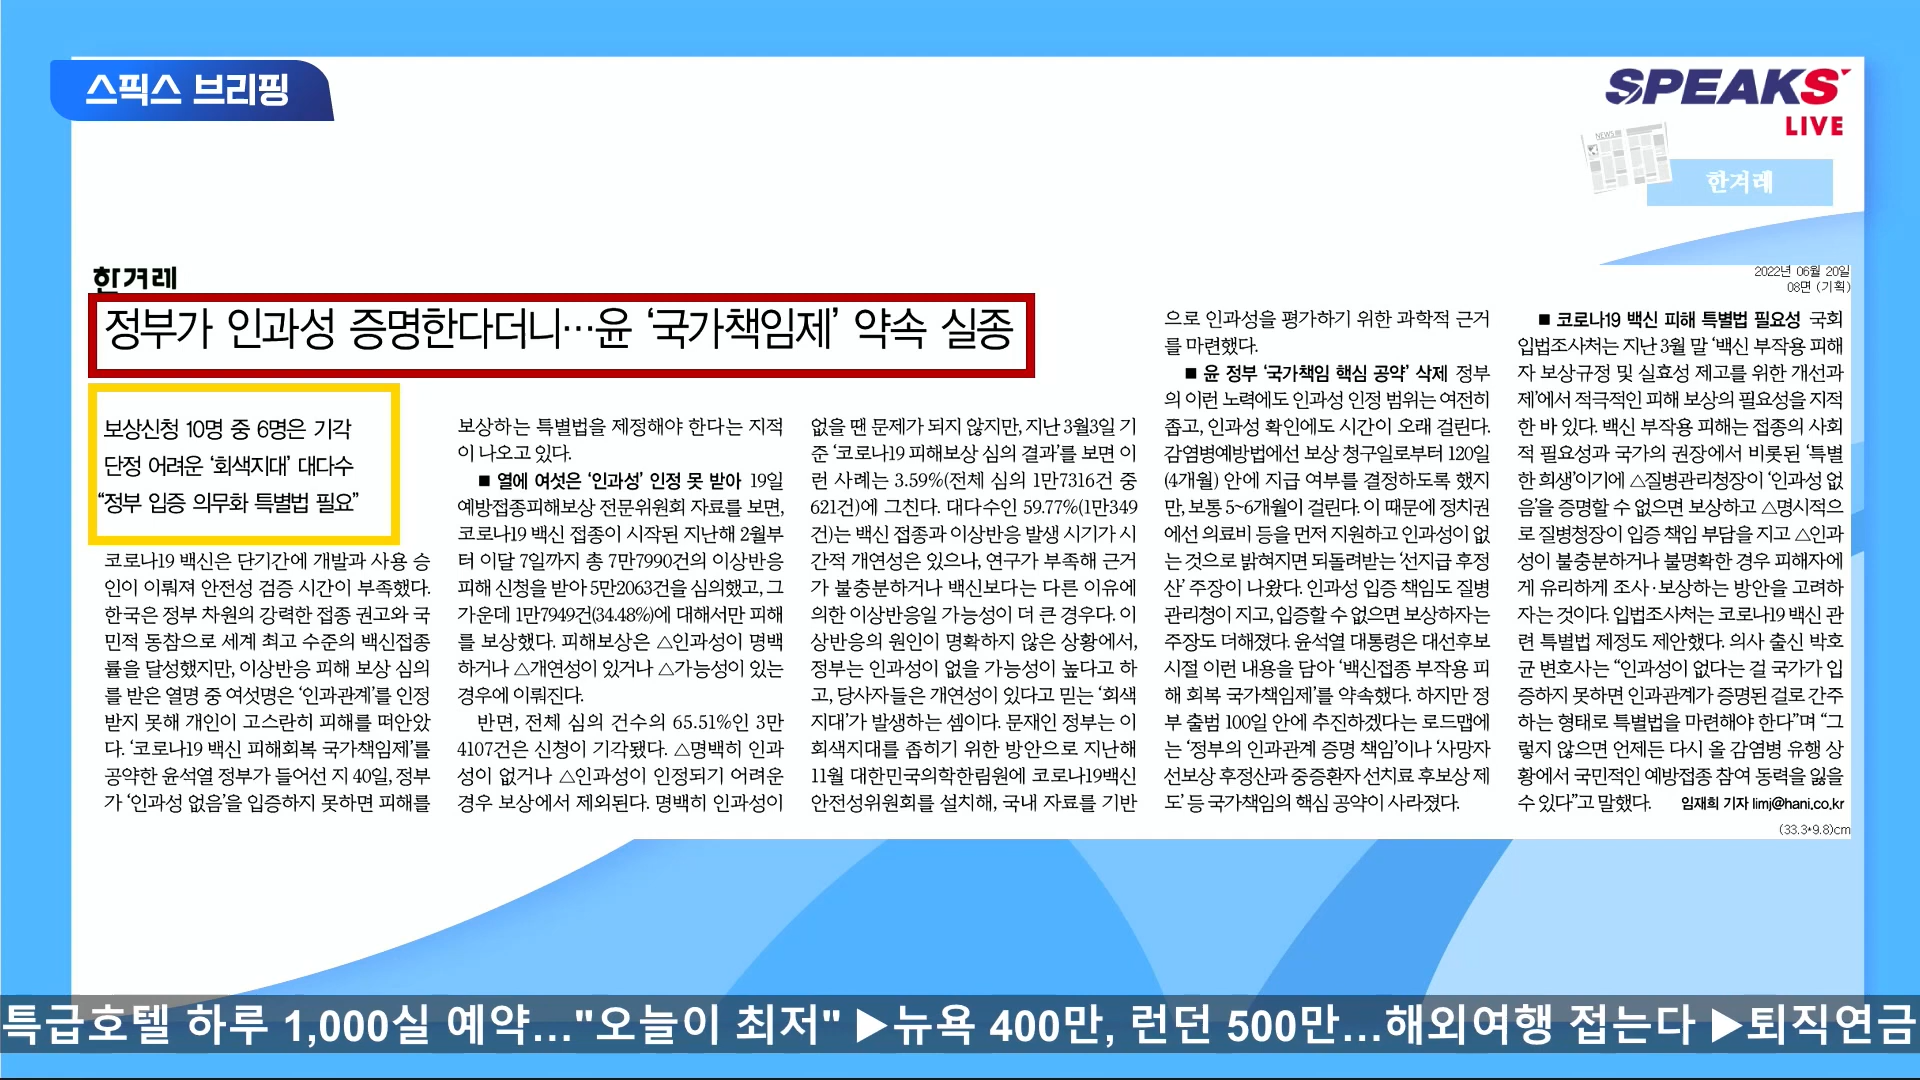 스픽스 브리핑
SPEAKS
LIVE
NEWS
한겨레
한겨레
2022년 06월 20일
08면 (기획)
정부가 인과성 증명한다더니…윤 ‘국가책임제’ 약속 실종
보상신청 10명 중 6명은 기각
단정 어려운 ‘회색지대’ 대다수
“정부 입증 의무화 특별법 필요”
코로나19 백신은 단기간에 개발과 사용 승
인이 이뤄져 안전성 검증 시간이 부족했다.
한국은 정부 차원의 강력한 접종 권고와 국
민적 동참으로 세계 최고 수준의 백신접종
률을 달성했지만, 이상반응 피해 보상 심의
를 받은 열명 중 여섯명은 ‘인과관계’를 인정
받지 못해 개인이 고스란히 피해를 떠안았
다. ‘코로나19 백신 피해회복 국가책임제’를
공약한 윤석열 정부가 들어선 지 40일, 정부
가 ‘인과성 없음’을 입증하지 못하면 피해를
보상하는 특별법을 제정해야 한다는 지적
이 나오고 있다.
■ 열에 여섯은 ‘인과성’ 인정 못 받아 19일
예방접종피해보상 전문위원회 자료를 보면,
코로나19 백신 접종이 시작된 지난해 2월부
터 이달 7일까지 총 7만7990건의 이상반응
피해 신청을 받아 5만2063건을 심의했고, 그
가운데 1만7949건(34.48%)에 대해서만 피해
를 보상했다. 피해보상은 △인과성이 명백
하거나 △개연성이 있거나 △가능성이 있는
경우에 이뤄진다.
반면, 전체 심의 건수의 65.51%인 3만
4107건은 신청이 기각됐다. △명백히 인과
성이 없거나 △인과성이 인정되기 어려운
경우 보상에서 제외된다. 명백히 인과성이
없을 땐 문제가 되지 않지만, 지난 3월3일 기
준 ‘코로나19 피해보상 심의 결과’를 보면 이
런 사례는 3.59%(전체 심의 1만7316건 중
621건)에 그친다. 대다수인 59.77%(1만349
건)는 백신 접종과 이상반응 발생 시기가 시
간적 개연성은 있으나, 연구가 부족해 근거
가 불충분하거나 백신보다는 다른 이유에
의한 이상반응일 가능성이 더 큰 경우다. 이
상반응의 원인이 명확하지 않은 상황에서,
정부는 인과성이 없을 가능성이 높다고 하
고, 당사자들은 개연성이 있다고 믿는 ‘회색
지대’가 발생하는 셈이다. 문재인 정부는 이
회색지대를 좁히기 위한 방안으로 지난해
11월 대한민국의학한림원에 코로나19백신
안전성위원회를 설치해, 국내 자료를 기반
으로 인과성을 평가하기 위한 과학적 근거
를 마련했다.
■ 윤 정부 ‘국가책임 핵심 공약’ 삭제 정부
의 이런 노력에도 인과성 인정 범위는 여전히
좁고, 인과성 확인에도 시간이 오래 걸린다.
감염병예방법에선 보상 청구일로부터 120일
(4개월) 안에 지급 여부를 결정하도록 했지
만, 보통 5~6개월이 걸린다. 이 때문에 정치권
에선 의료비 등을 먼저 지원하고 인과성이 없
는 것으로 밝혀지면 되돌려받는 ‘선지급 후정
산’ 주장이 나왔다. 인과성 입증 책임도 질병
관리청이 지고, 입증할 수 없으면 보상하자는
주장도 더해졌다. 윤석열 대통령은 대선후보
시절 이런 내용을 담아 ‘백신접종 부작용 피
해 회복 국가책임제’를 약속했다. 하지만 정
부 출범 100일 안에 추진하겠다는 로드맵에
는 ‘정부의 인과관계 증명 책임’이나 ‘사망자
선보상 후정산과 중증환자 선치료 후보상 제
도’ 등 국가책임의 핵심 공약이 사라졌다.
■ 코로나19 백신 피해 특별법 필요성 국회
입법조사처는 지난 3월 말 ‘백신 부작용 피해
자 보상규정 및 실효성 제고를 위한 개선과
제’에서 적극적인 피해 보상의 필요성을 지적
한 바 있다. 백신 부작용 피해는 접종의 사회
적 필요성과 국가의 권장에서 비롯된 ‘특별
한 희생’이기에 △질병관리청장이 ‘인과성 없
음’을 증명할 수 없으면 보상하고 △명시적으
로 질병청장이 입증 책임 부담을 지고 △인과
성이 불충분하거나 불명확한 경우 피해자에
게 유리하게 조사·보상하는 방안을 고려하
자는 것이다. 입법조사처는 코로나19 백신 관
련 특별법 제정도 제안했다. 의사 출신 박호
균 변호사는 “인과성이 없다는 걸 국가가 입
증하지 못하면 인과관계가 증명된 걸로 간주
하는 형태로 특별법을 마련해야 한다”며 “그
렇지 않으면 언제든 다시 올 감염병 유행 상
황에서 국민적인 예방접종 참여 동력을 잃을
수 있다”고 말했다. 임재희 기자 limj@hani.co.kr
(33.3*9.8)cm
특급호텔 하루 1,000실 예약..."오늘이 최저" ▶뉴욕 400만, 런던 500만...해외여행 접는다 ▶퇴직연금